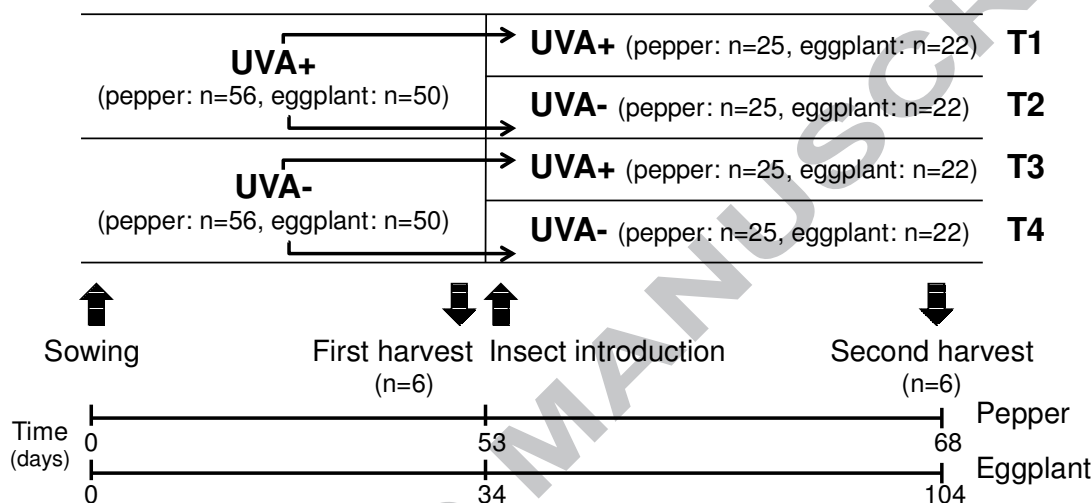 UVA+ (pepper: n=25, eggplant: n=22) T1
UVA+
(pepper: n=56, eggplant: n=50)
UVA- (pepper: n=25, eggplant: n=22) T2
UVA+ (pepper: n=25, eggplant: n=22) T3
UVA-
(pepper: n=56, eggplant: n=50)
UVA- (pepper: n=25, eggplant: n=22) T4
Sowing First harvest Insect introduction Second harvest
(n=6) (n=6)
Pepper
Time
(days)
0 53 68
Eggplant
0 34 104
MANUSCR